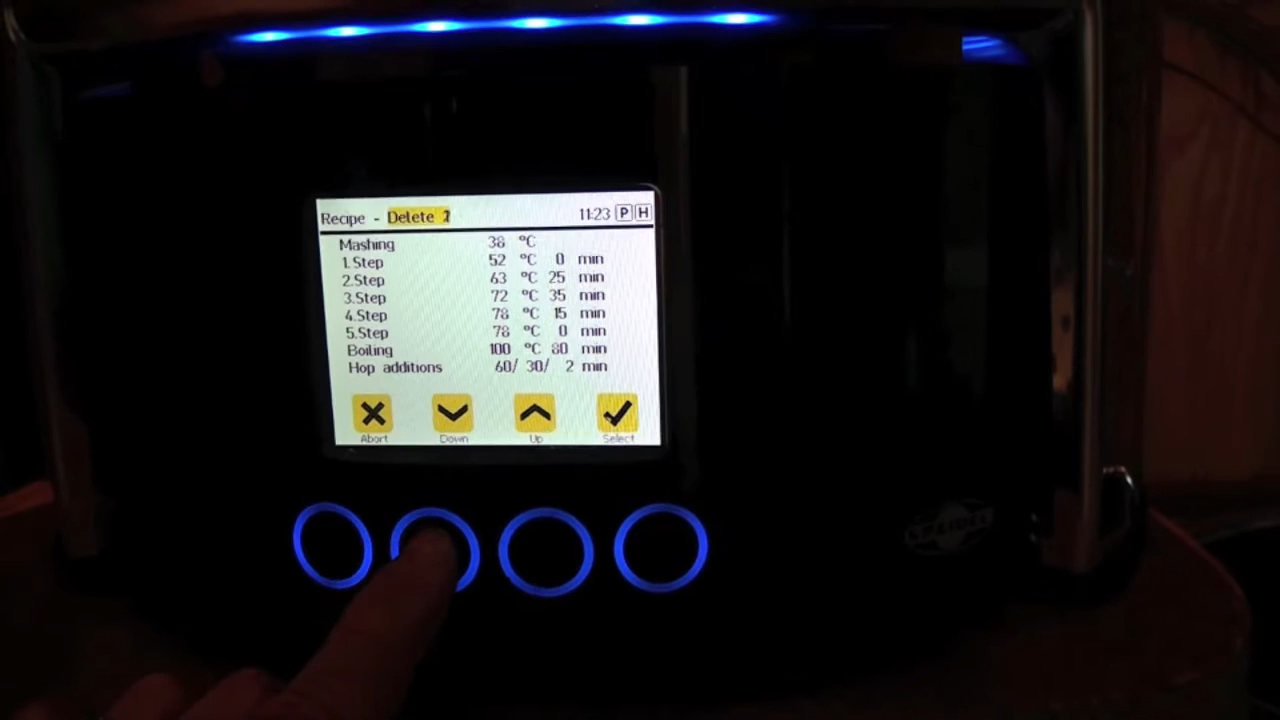 Recipe - Delete 11:23 P H
Mashing 38 °C
1.Step 52 °C 0 min
2.Step 63 °C 25 min
3.Step 72 °C 35 min
4.Step 78 °C 15 min
5.Step 78 °C 0 min
Boiling 100 °C 80 min
Hop additions 60/ 30/ 2 min
Abort Down Up Select
SPEIDEL